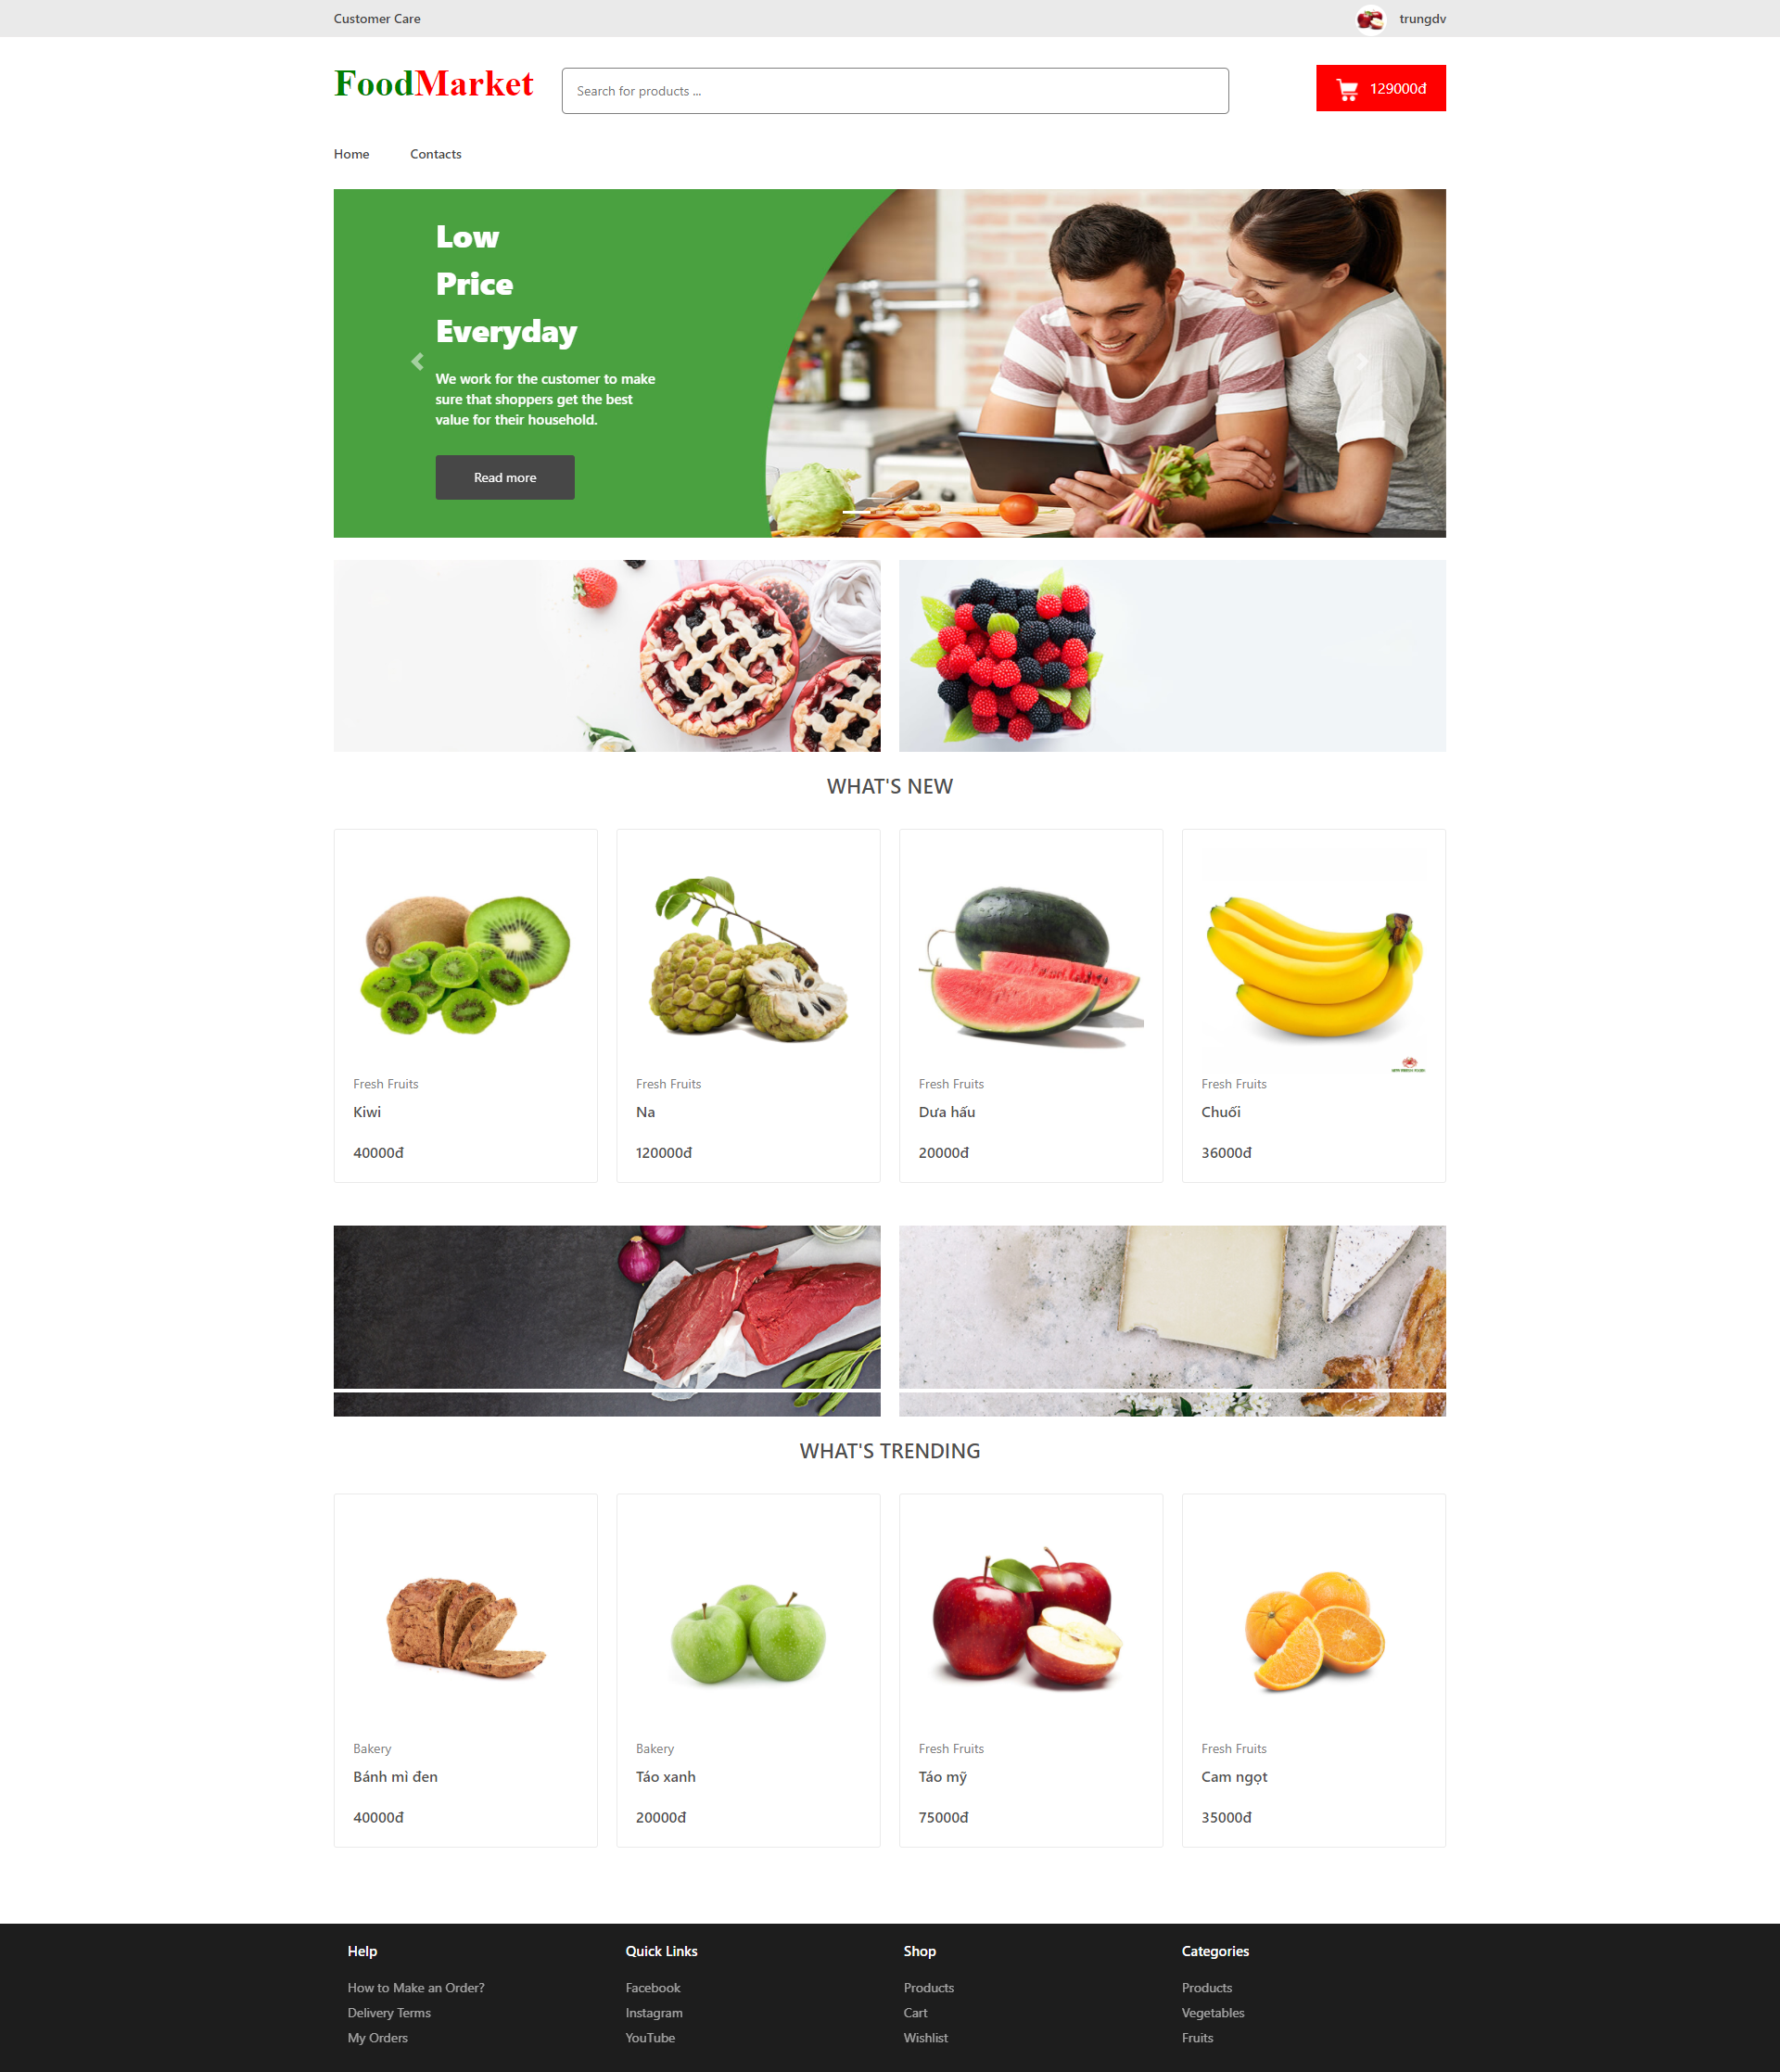 Customer Care
trungdv
FoodMarket
Search for products ...
129000đ
Home
Contacts
Low
Price
Everyday
We work for the customer to make
sure that shoppers get the best
value for their household.
Read more
WHAT'S NEW
Fresh Fruits
Kiwi
40000đ
Fresh Fruits
Na
120000đ
Fresh Fruits
Dưa hấu
20000đ
Fresh Fruits
Chuối
36000đ
WHAT'S TRENDING
Bakery
Bánh mì đen
40000đ
Bakery
Táo xanh
20000đ
Fresh Fruits
Táo mỹ
75000đ
Fresh Fruits
Cam ngọt
35000đ
Help
How to Make an Order?
Delivery Terms
My Orders
Quick Links
Facebook
Instagram
YouTube
Shop
Products
Cart
Wishlist
Categories
Products
Vegetables
Fruits